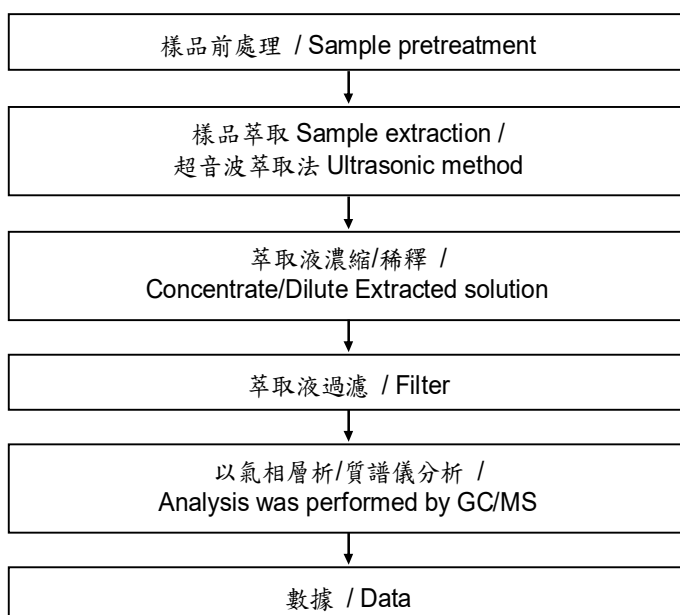 樣品前處理 / Sample pretreatment
樣品萃取 Sample extraction /
超音波萃取法 Ultrasonic method
萃取液濃縮/稀釋 /
Concentrate/Dilute Extracted solution
萃取液過濾 / Filter
以氣相層析/質譜儀分析 /
Analysis was performed by GC/MS
數據 / Data